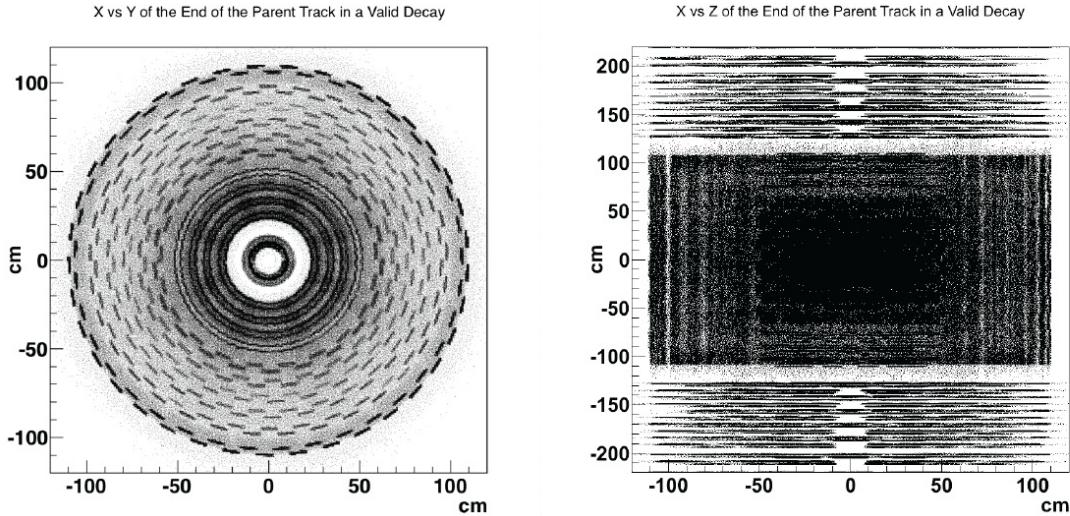 X vs Y of the End of the Parent Track in a Valid Decay
100
50
0
-50
-100
cm
-100 -50 0 50 100
cm
X vs Z of the End of the Parent Track in a Valid Decay
200
150
100
50
0
-50
-100
-150
-200
cm
-100 -50 0 50 100
cm